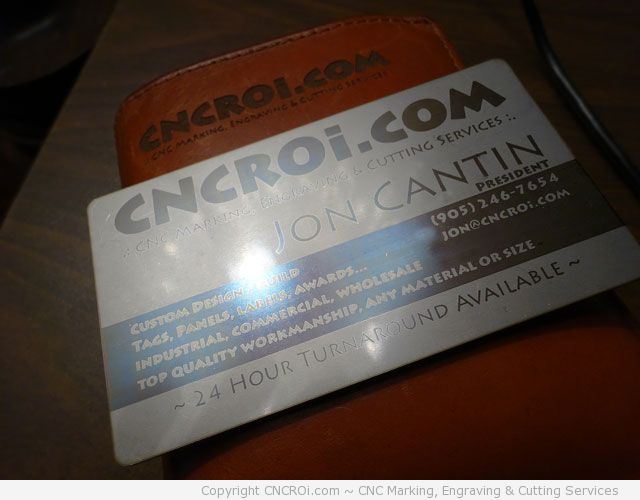 CNCROi.COM
.: CNC MARKING, ENGRAVING & CUTTING SERVICES :.
CNCROi.COM
.: CNC MARKING, ENGRAVING & CUTTING SERVICES :.
JON CANTIN
PRESIDENT
(905) 246-7654
JON@CNCROi.COM
CUSTOM DESIGN BUILD
TAGS, PANELS, LABELS, AWARDS...
INDUSTRIAL, COMMERCIAL, WHOLESALE
TOP QUALITY WORKMANSHIP, ANY MATERIAL OR SIZE
~ 24 HOUR TURNAROUND AVAILABLE ~
Copyright CNCROi.com ~ CNC Marking, Engraving & Cutting Services